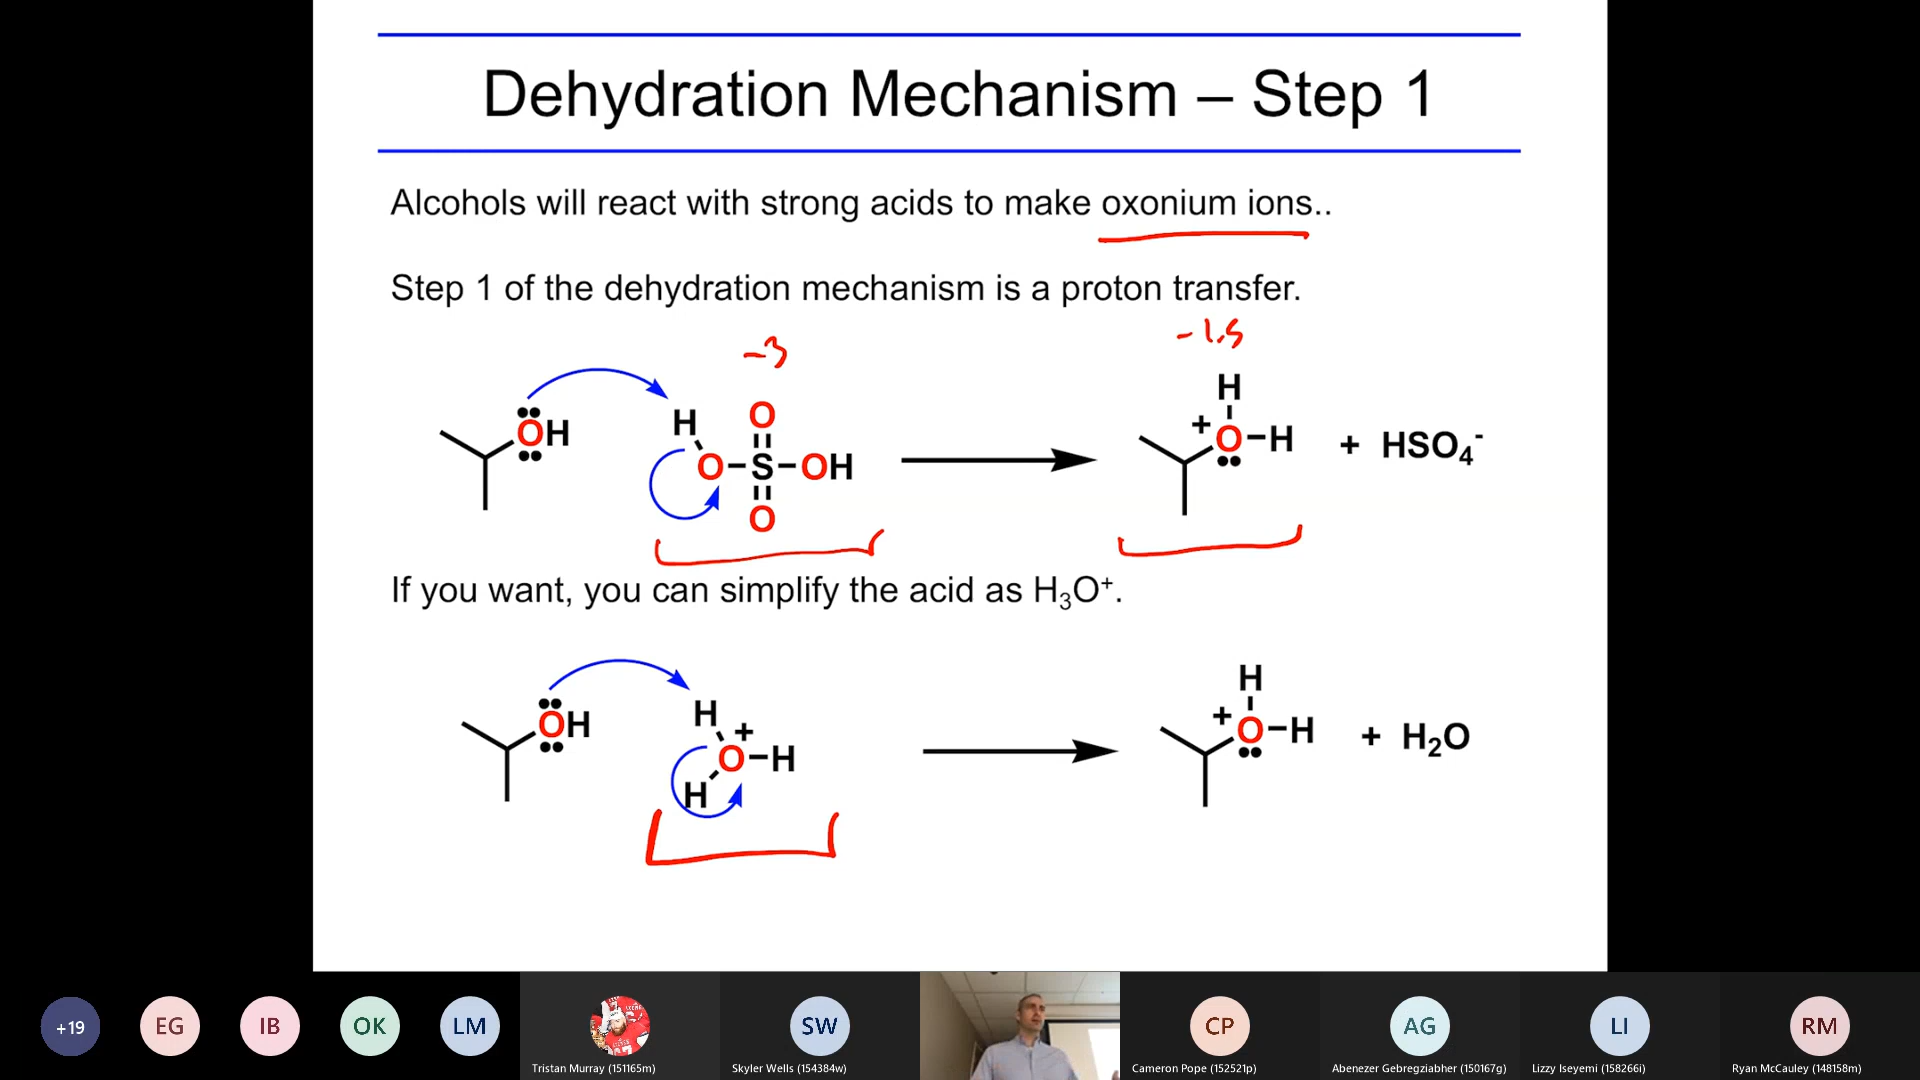 Dehydration Mechanism – Step 1
Alcohols will react with strong acids to make oxonium ions..
Step 1 of the dehydration mechanism is a proton transfer.
-3
-1.5
OH
H
O
O-S-OH
O
H
+
O-H
+ HSO₄⁻
If you want, you can simplify the acid as H₃O⁺.
OH
H
+
O-H
H
H
+
O-H
+ H₂O
+19
EG
IB
OK
LM
SW
CP
AG
LI
RM
Tristan Murray (151165m)
Skyler Wells (154384w)
Cameron Pope (152521p)
Abenezer Gebregziabher (150167g)
Lizzy Iseyemi (158266i)
Ryan McCauley (148158m)